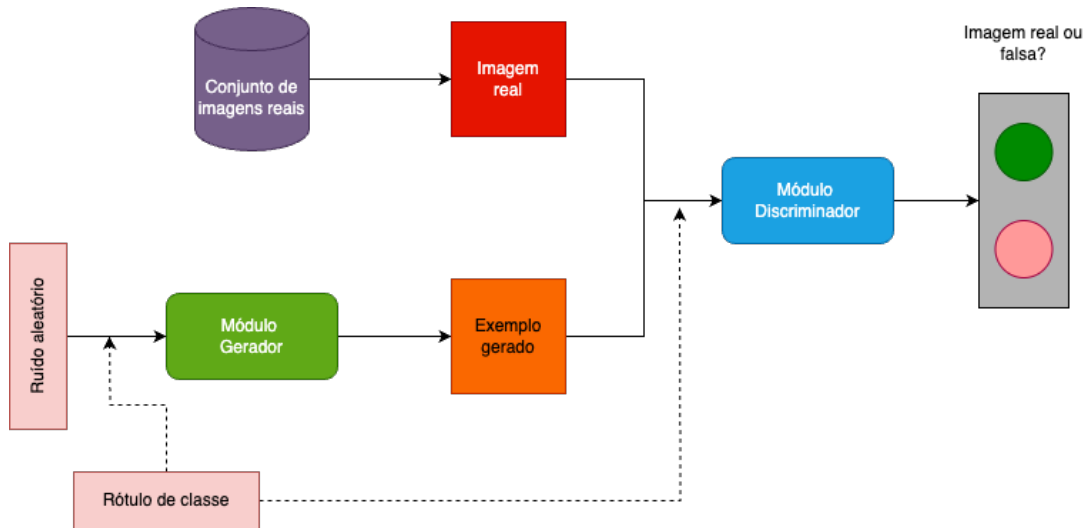 Imagem real ou
falsa?
Conjunto de
imagens reais
Imagem
real
Módulo
Discriminador
Ruído aleatório
Módulo
Gerador
Exemplo
gerado
Rótulo de classe